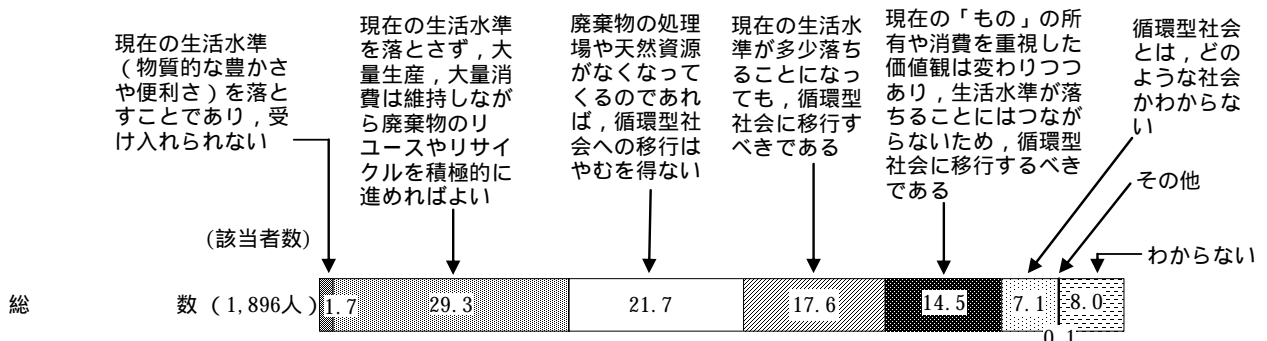 現在の生活水準
（物質的な豊かさ
や便利さ）を落と
すことであり，受
け入れられない
現在の生活水準
を落とさず，大
量生産，大量消
費は維持しなが
ら廃棄物のリ
ユースやリサイ
クルを積極的に
進めればよい
廃棄物の処理
場や天然資源
がなくなって
くるのであれ
ば，循環型社
会への移行は
やむを得ない
現在の生活水
準が多少落ち
ることになっ
ても，循環型
社会に移行す
べきである
現在の「もの」の所
有や消費を重視した
価値観は変わりつつ
あり，生活水準が落
ちることにはつなが
らないため，循環型
社会に移行するべき
である
循環型社会
とは，どの
ような社会
かわからな
い
その他
わからない
(該当者数)
総 数（1,896人）
1.7
29.3
21.7
17.6
14.5
7.1
8.0
0.1